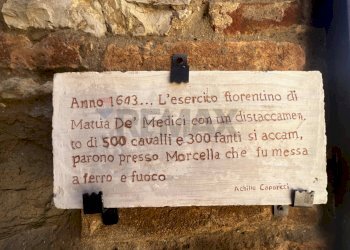 Anno 1643... L'esercito fiorentino di
Mattia De' Medici con un distaccamen,
to di 500 cavalli e 300 fanti si accam,
parono presso Morcella che fu messa
a ferro e fuoco
Achille